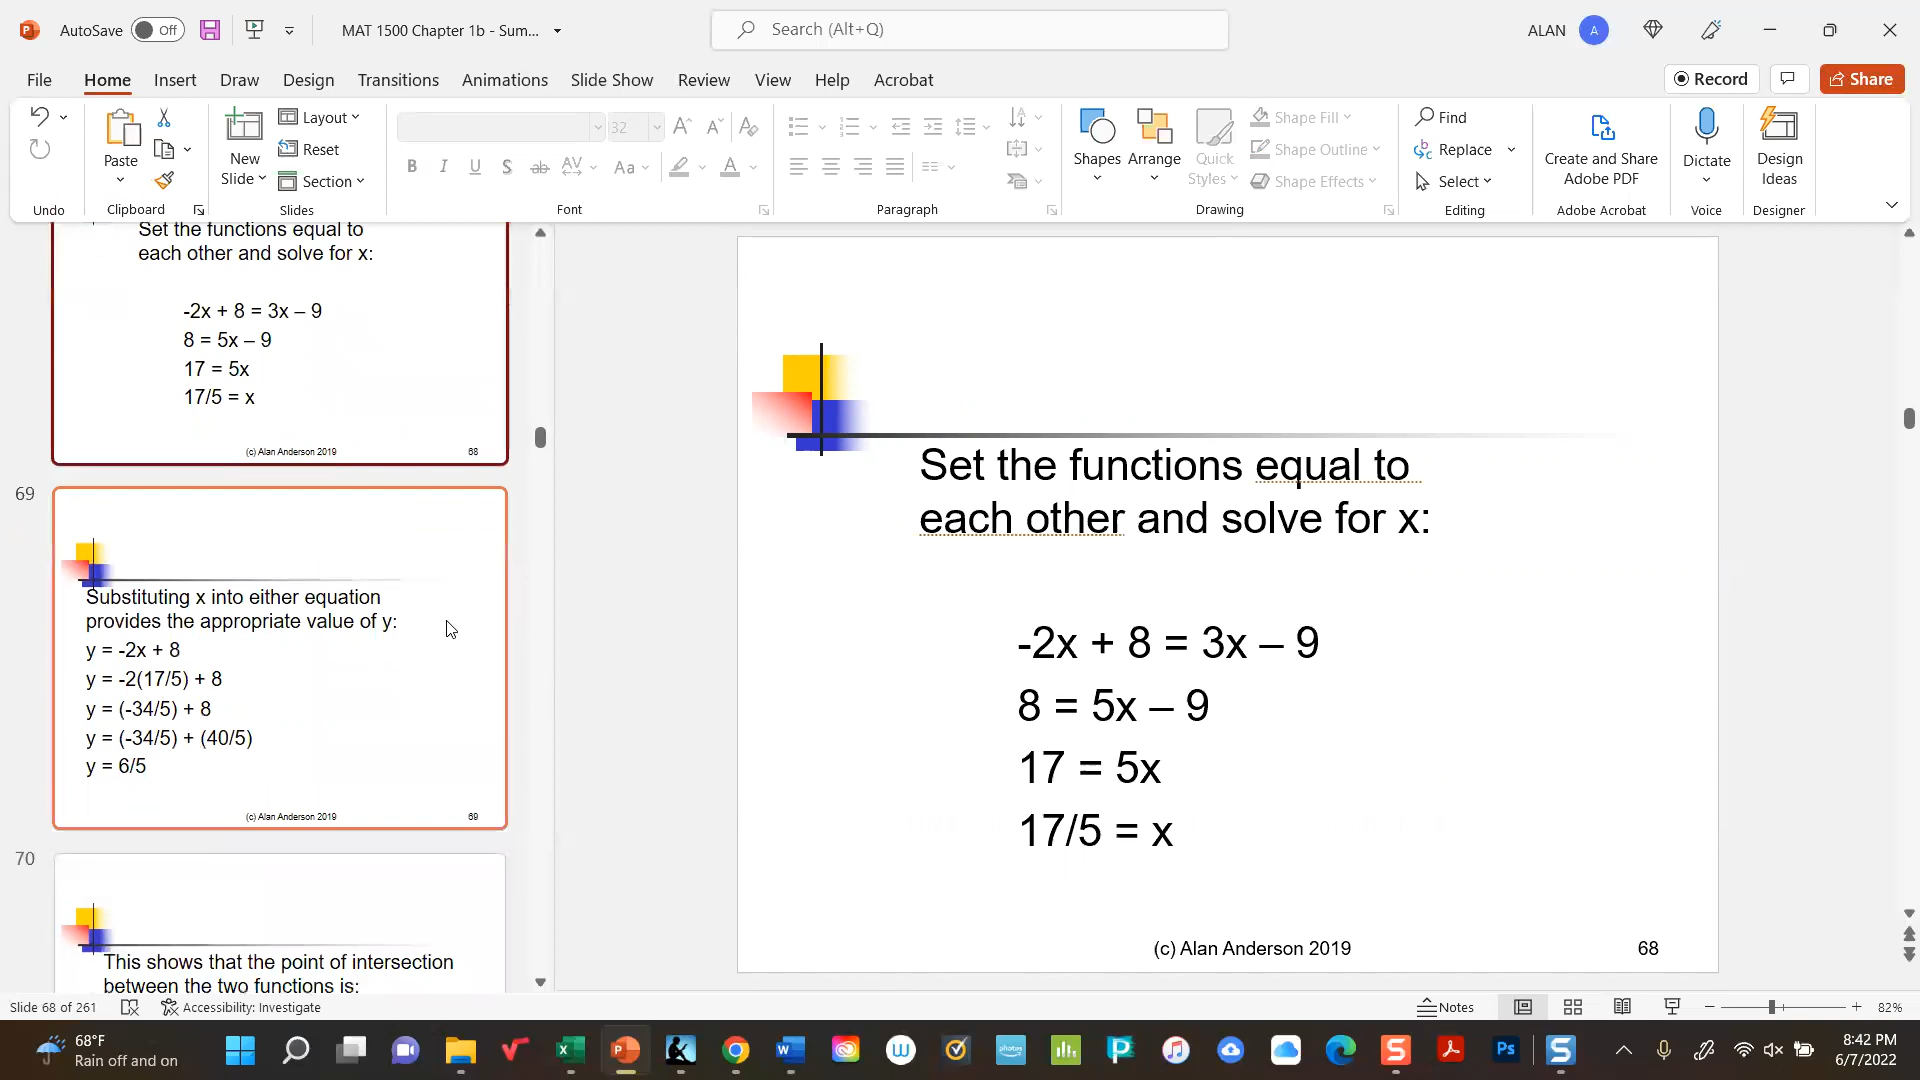 AutoSave Off MAT 1500 Chapter 1b - Sum... Search (Alt+Q) ALAN A
File Home Insert Draw Design Transitions Animations Slide Show Review View Help Acrobat Record Share
Undo
Paste
Clipboard
New
Slide
Layout
Reset
Section
Slides
32
B I U S ab AV Aa A
Font
Paragraph
Shapes
Arrange
Quick
Styles
Shape Fill
Shape Outline
Shape Effects
Drawing
Find
Replace
Select
Editing
Create and Share
Adobe PDF
Adobe Acrobat
Dictate
Voice
Design
Ideas
Designer
Set the functions equal to
each other and solve for x:
-2x + 8 = 3x – 9
8 = 5x – 9
17 = 5x
17/5 = x
(c) Alan Anderson 2019 68
69
Substituting x into either equation
provides the appropriate value of y:
y = -2x + 8
y = -2(17/5) + 8
y = (-34/5) + 8
y = (-34/5) + (40/5)
y = 6/5
(c) Alan Anderson 2019 69
70
This shows that the point of intersection
between the two functions is:
Set the functions equal to
each other and solve for x:
-2x + 8 = 3x – 9
8 = 5x – 9
17 = 5x
17/5 = x
(c) Alan Anderson 2019 68
Slide 68 of 261 Accessibility: Investigate Notes 82%
68°F
Rain off and on
photos
Ps
8:42 PM
6/7/2022